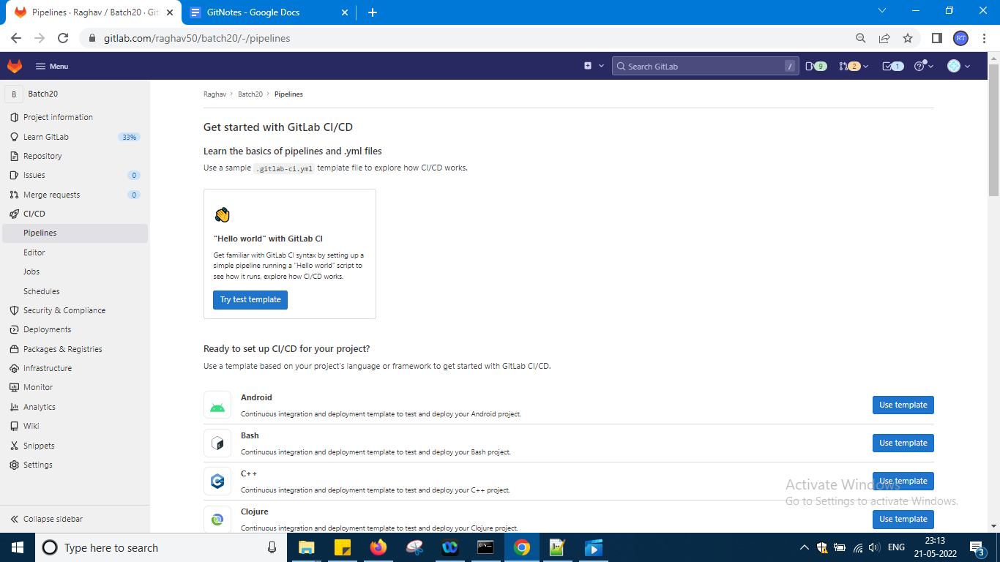 Pipelines · Raghav / Batch20 · Git
GitNotes - Google Docs
gitlab.com/raghav50/batch20/-/pipelines
RT
Menu
Search GitLab
/
9
2
1
B
Batch20
Project information
Learn GitLab
33%
Repository
Issues
0
Merge requests
0
CI/CD
Pipelines
Editor
Jobs
Schedules
Security & Compliance
Deployments
Packages & Registries
Infrastructure
Monitor
Analytics
Wiki
Snippets
Settings
Collapse sidebar
Raghav > Batch20 > Pipelines
Get started with GitLab CI/CD
Learn the basics of pipelines and .yml files
Use a sample .gitlab-ci.yml template file to explore how CI/CD works.
"Hello world" with GitLab CI
Get familiar with GitLab CI syntax by setting up a
simple pipeline running a "Hello world" script to
see how it runs, explore how CI/CD works.
Try test template
Ready to set up CI/CD for your project?
Use a template based on your project's language or framework to get started with GitLab CI/CD.
Android
Continuous integration and deployment template to test and deploy your Android project.
Use template
Bash
Continuous integration and deployment template to test and deploy your Bash project.
Use template
C++
Continuous integration and deployment template to test and deploy your C++ project.
Use template
Clojure
Continuous integration and deployment template to test and deploy your Clojure project.
Use template
Activate Windows
Go to Settings to activate Windows.
Type here to search
ENG
23:13
21-05-2022
3